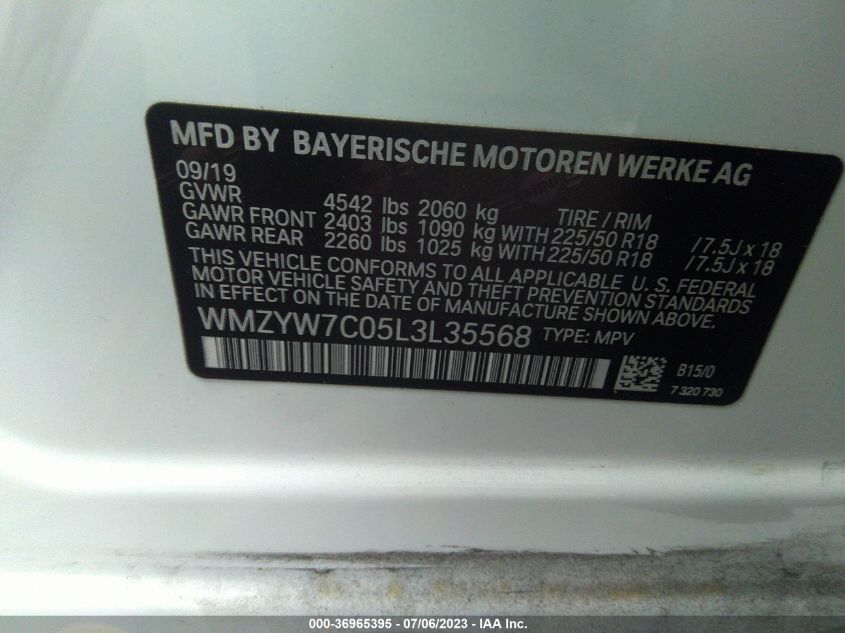 MFD BY BAYERISCHE MOTOREN WERKE AG
09/19
GVWR 4542 lbs 2060 kg TIRE / RIM
GAWR FRONT 2403 lbs 1090 kg WITH 225/50 R18 / 7.5J x 18
GAWR REAR 2260 lbs 1025 kg WITH 225/50 R18 / 7.5J x 18
THIS VEHICLE CONFORMS TO ALL APPLICABLE U. S. FEDERAL
MOTOR VEHICLE SAFETY AND THEFT PREVENTION STANDARDS
IN EFFECT ON THE DATE OF MANUFACTURE SHOWN ABOVE.
WMZYW7C05L3L35568 TYPE: MPV
B15/0
7 320 730
000-36965395 - 07/06/2023 - © IAA Inc.